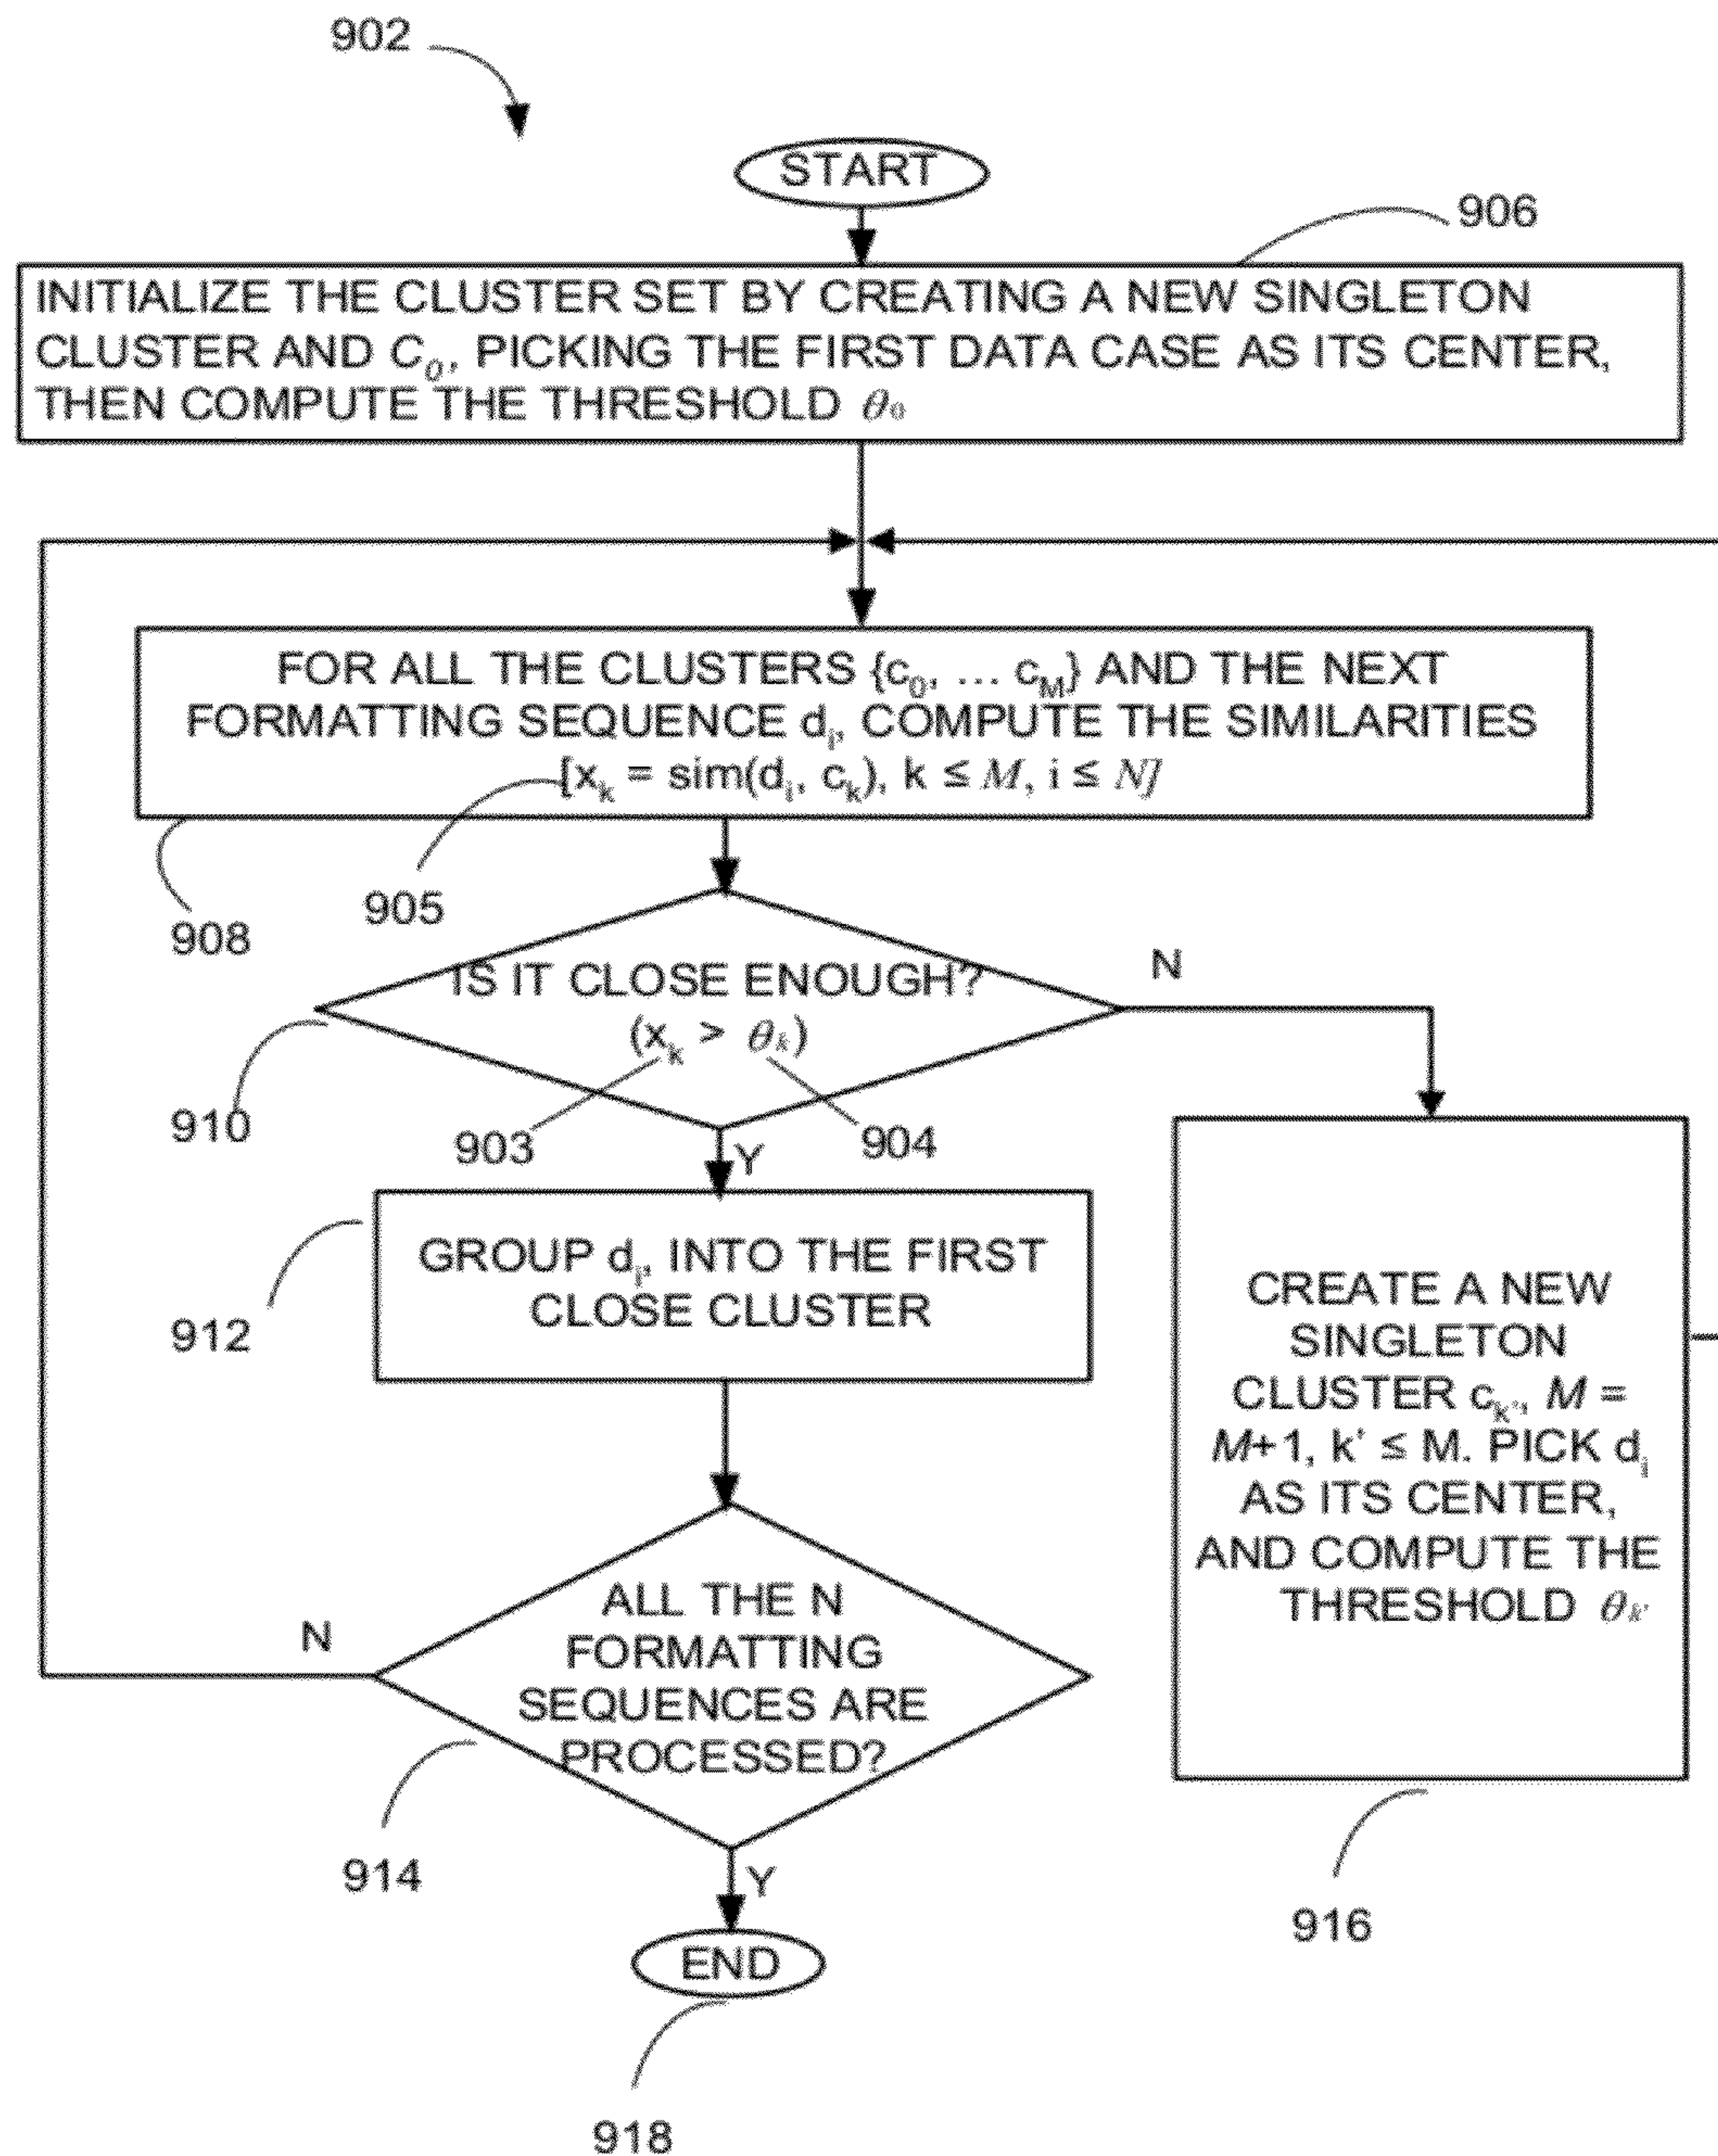 902
START
906
INITIALIZE THE CLUSTER SET BY CREATING A NEW SINGLETON
CLUSTER AND C₀, PICKING THE FIRST DATA CASE AS ITS CENTER,
THEN COMPUTE THE THRESHOLD θ₀
FOR ALL THE CLUSTERS {c₀, ... c_M} AND THE NEXT
FORMATTING SEQUENCE dᵢ, COMPUTE THE SIMILARITIES
[xₖ = sim(dᵢ, cₖ), k ≤ M, i ≤ N]
905
908
IS IT CLOSE ENOUGH?
(xₖ > θₖ)
N
910
903
904
Y
GROUP dᵢ, INTO THE FIRST
CLOSE CLUSTER
912
CREATE A NEW
SINGLETON
CLUSTER cₖ', M =
M+1, k' ≤ M. PICK dᵢ
AS ITS CENTER,
AND COMPUTE THE
THRESHOLD θₖ'
ALL THE N
FORMATTING
SEQUENCES ARE
PROCESSED?
N
914
Y
916
END
918